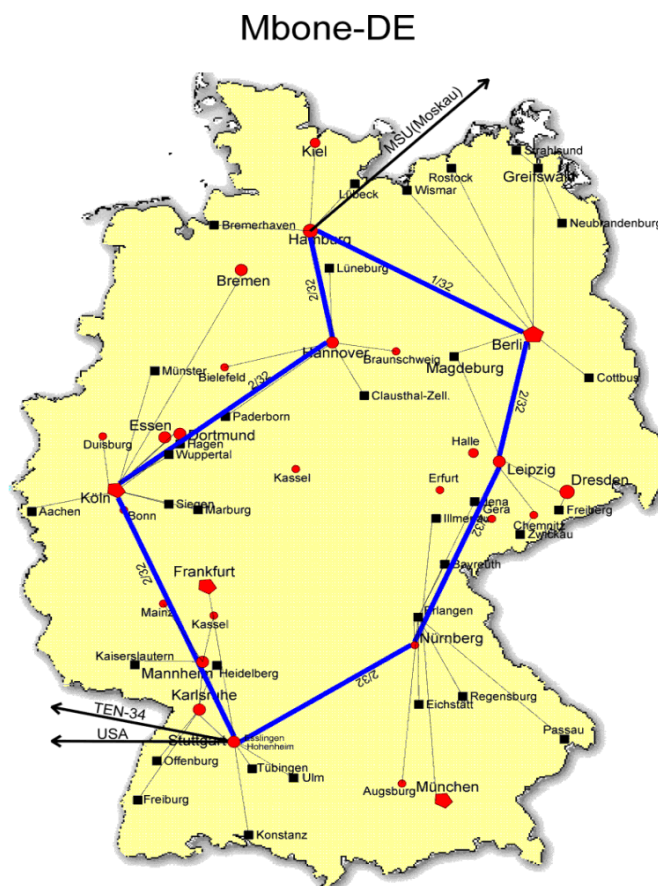 Mbone-DE
MSU(Moskau)
Kiel
Strahlsund
Rostock
Greifswald
Lübeck
Wismar
Bremerhaven
Neubrandenburg
Hamburg
Lüneburg
Bremen
1/32
2/32
Hannover
Berlin
Braunschweig
Magdeburg
Münster
Bielefeld
2/32
Cottbus
Clausthal-Zell.
2/32
Paderborn
Essen
Dortmund
Duisburg
Hagen
Halle
Wuppertal
Kassel
Leipzig
Erfurt
Dresden
Köln
Siegen
Jena
Aachen
Bonn
Marburg
Gera
Freiberg
Illmenau
Chemnitz
2/32
Zwickau
Frankfurt
2/32
Bayreuth
Mainz
Kassel
Erlangen
Nürnberg
Kaiserslautern
Mannheim
Heidelberg
2/32
Karlsruhe
Regensburg
Eichstätt
TEN-34
Passau
USA
Stuttgart
Esslingen
Hohenheim
Offenburg
Tübingen
Ulm
Augsburg
München
Freiburg
Konstanz